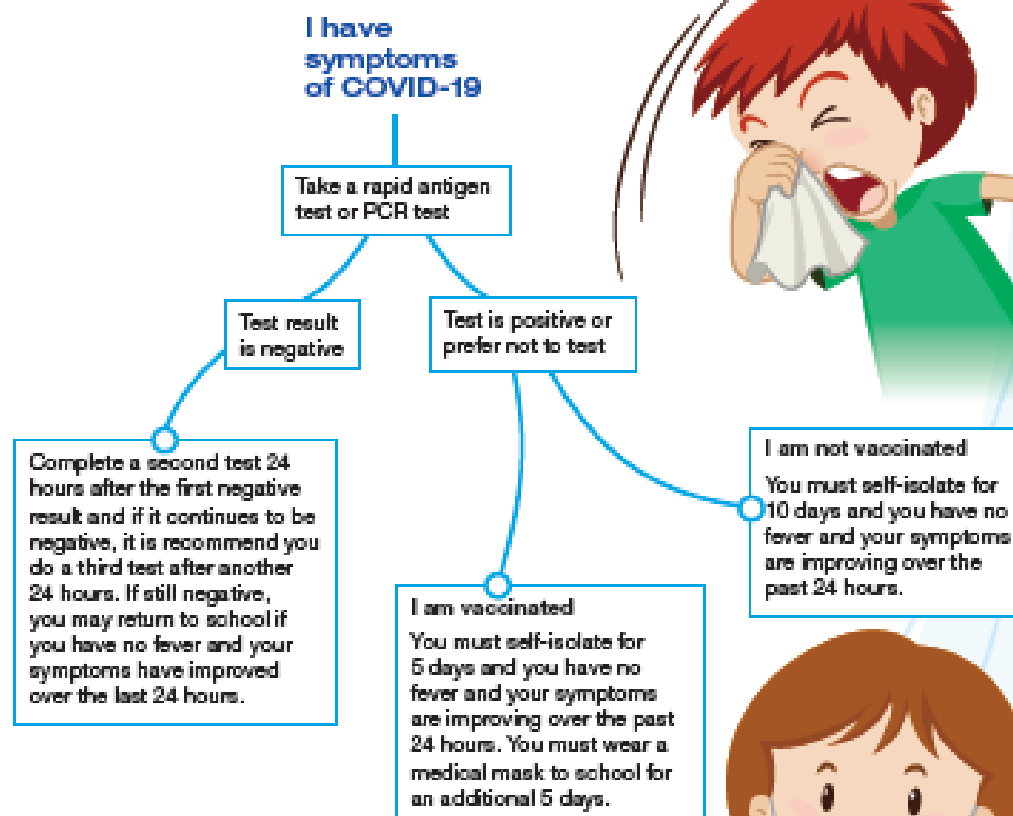 I have
symptoms
of COVID-19
Take a rapid antigen
test or PCR test
Test result
is negative
Test is positive or
prefer not to test
Complete a second test 24
hours after the first negative
result and if it continues to be
negative, it is recommend you
do a third test after another
24 hours. If still negative,
you may return to school if
you have no fever and your
symptoms have improved
over the last 24 hours.
I am vaccinated
You must self-isolate for
5 days and you have no
fever and your symptoms
are improving over the past
24 hours. You must wear a
medical mask to school for
an additional 5 days.
I am not vaccinated
You must self-isolate for
10 days and you have no
fever and your symptoms
are improving over the
past 24 hours.